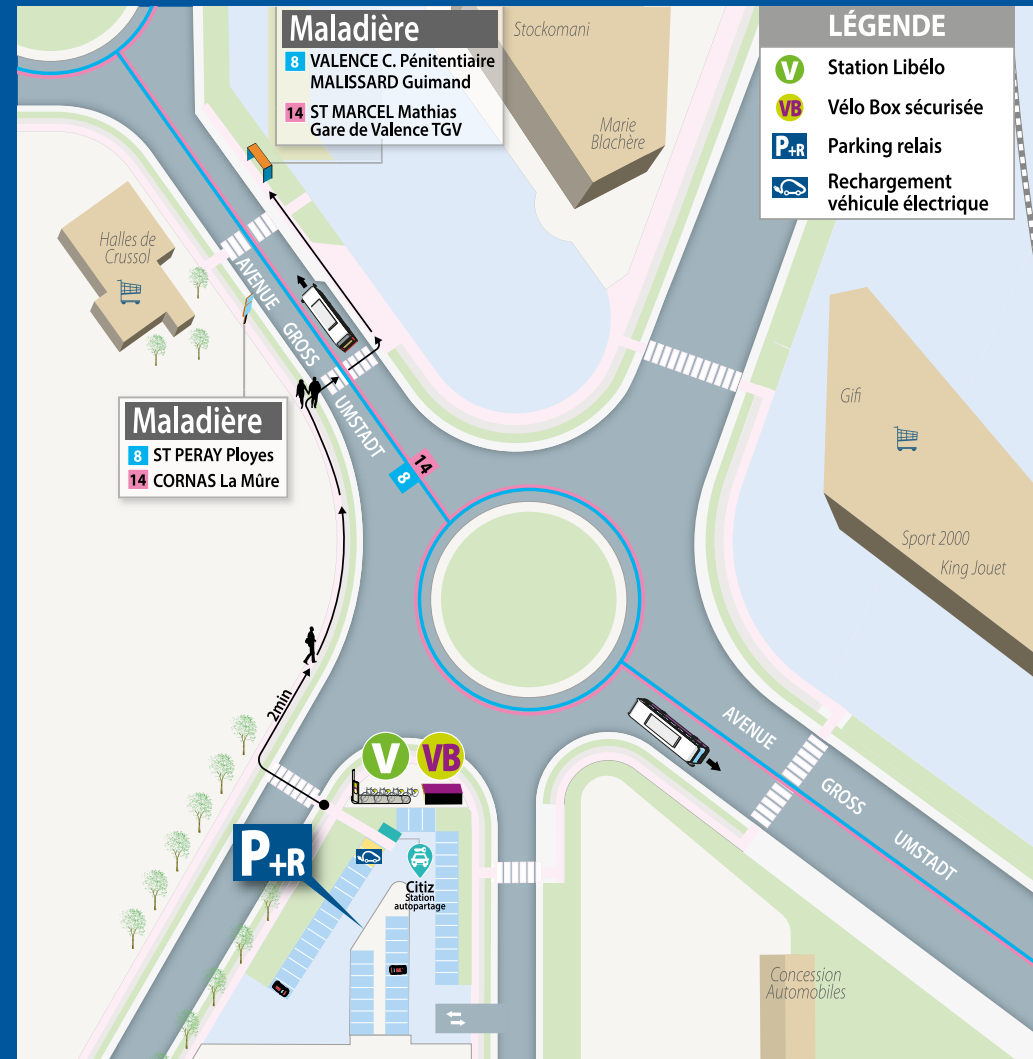 Maladière
8 VALENCE C. Pénitentiaire
MALISSARD Guimand
14 ST MARCEL Mathias
Gare de Valence TGV
Stockomani
Marie
Blachère
LÉGENDE
V Station Libélo
VB Vélo Box sécurisée
P+R Parking relais
Rechargement
véhicule électrique
Halles de
Crussol
AVENUE GROSS UMSTADT
Maladière
8 ST PERAY Ployes
14 CORNAS La Mûre
8
14
Gifi
Sport 2000
King Jouet
2min
V
VB
P+R
Citiz
Station
autopartage
AVENUE GROSS UMSTADT
Concession
Automobiles